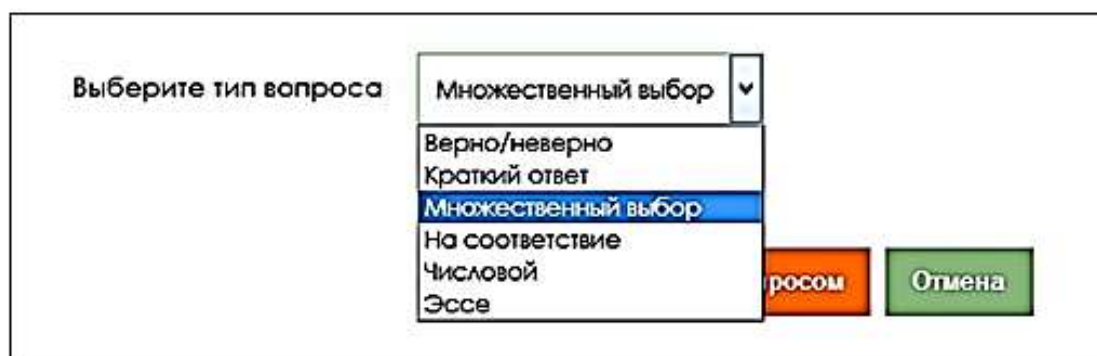 Выберите тип вопроса
Множественный выбор
Верно/неверно
Краткий ответ
Множественный выбор
На соответствие
Числовой
Эссе
просом
Отмена